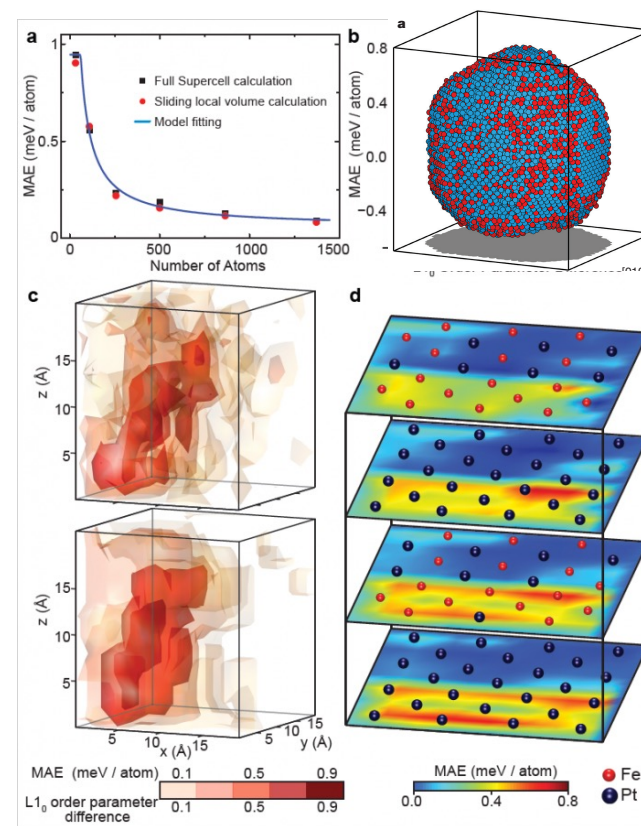 a
MAE (meV / atom)
1
0.5
0
Full Supercell calculation
Sliding local volume calculation
Model fitting
0
500
1000
1500
Number of Atoms
b
a
MAE (meV / atom)
0.8
0.4
0.0
−0.4
c
z (Å)
15
10
5
z (Å)
15
10
5
5
10
15
x (Å)
5
10
15
y (Å)
MAE (meV / atom)
0.1
0.5
0.9
L1₀ order parameter
difference
0.1
0.5
0.9
d
MAE (meV / atom)
0.0
0.4
0.8
Fe
Pt